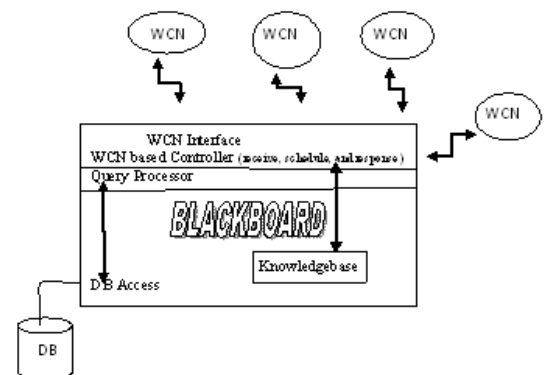 WCN
WCN
WCN
WCN
WCN Interface
WCN based Controller (receive, schedule, and response)
Query Processor
BLACKBOARD
Knowledgebase
DB Access
DB